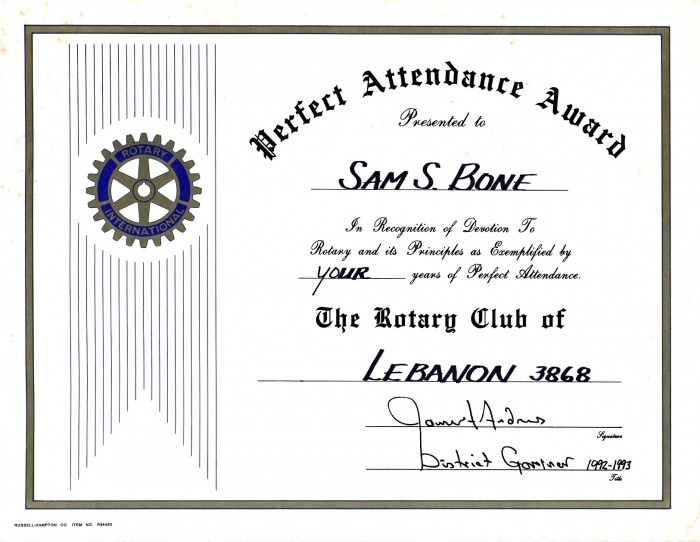 Perfect Attendance Award
Presented to
SAM S. BONE
ROTARY
INTERNATIONAL
In Recognition of Devotion To
Rotary and its Principles as Exemplified by
YOUR years of Perfect Attendance.
The Rotary Club of
LEBANON 3868
Signature
District Governor 1992-1993
Title
RUSSELL-HAMPTON CO. ITEM NO. R34420